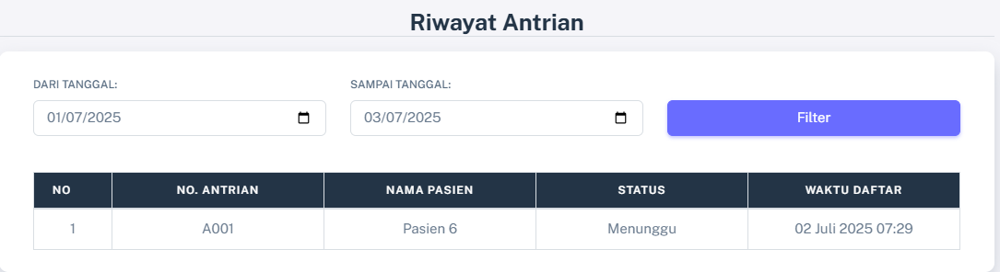 Riwayat Antrian
DARI TANGGAL: SAMPAI TANGGAL:
01/07/2025 03/07/2025 Filter
NO NO. ANTRIAN NAMA PASIEN STATUS WAKTU DAFTAR
1 A001 Pasien 6 Menunggu 02 Juli 2025 07:29